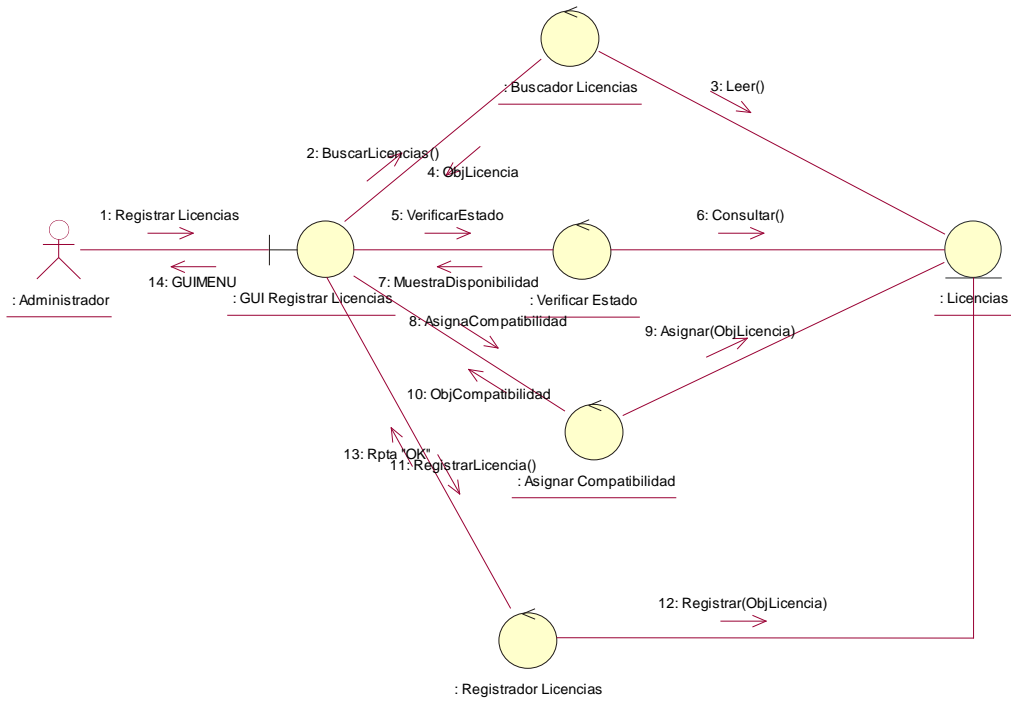 : Buscador Licencias
3: Leer()
2: BuscarLicencias()
4: ObjLicencia
1: Registrar Licencias
5: VerificarEstado
6: Consultar()
14: GUIMENU
7: MuestraDisponibilidad
: Administrador
: GUI Registrar Licencias
: Verificar Estado
: Licencias
8: AsignaCompatibilidad
9: Asignar(ObjLicencia)
10: ObjCompatibilidad
13: Rpta "OK"
11: RegistrarLicencia()
: Asignar Compatibilidad
12: Registrar(ObjLicencia)
: Registrador Licencias